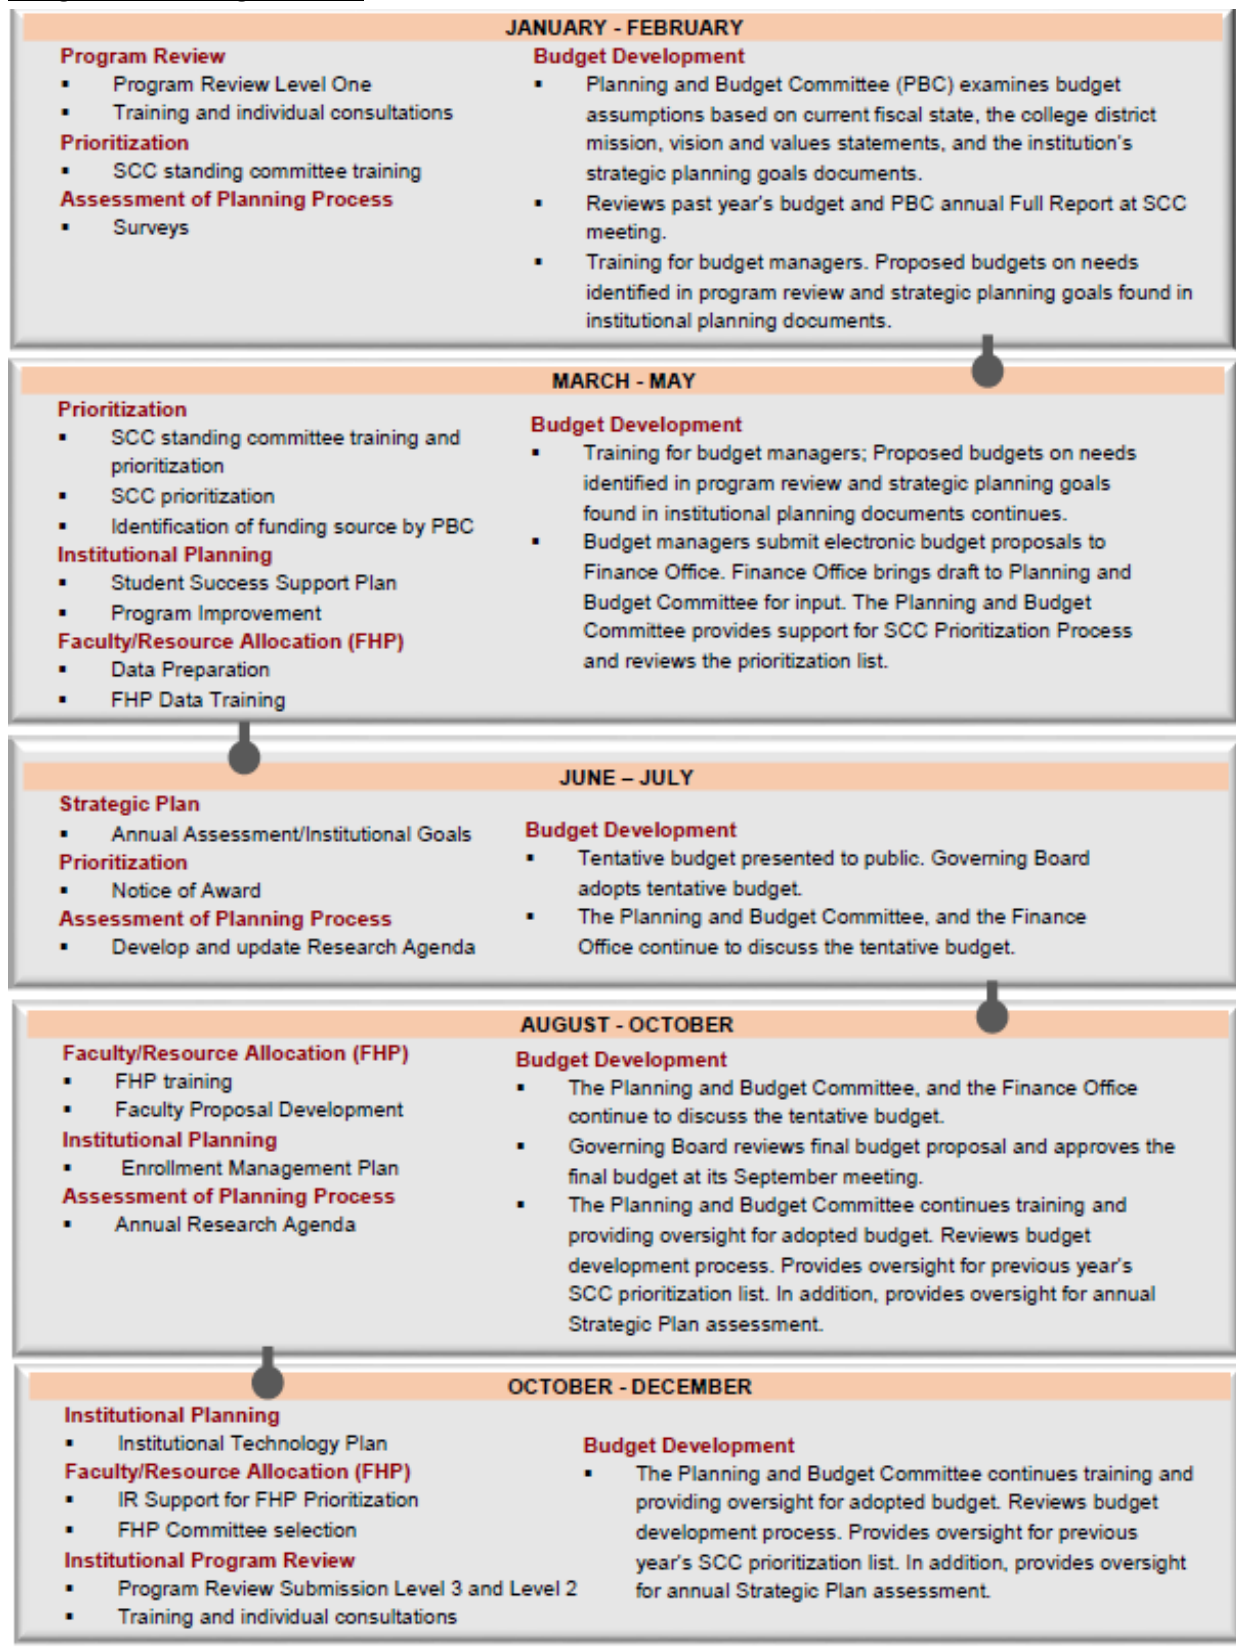 JANUARY - FEBRUARY
Program Review
▪ Program Review Level One
▪ Training and individual consultations
Prioritization
▪ SCC standing committee training
Assessment of Planning Process
▪ Surveys
Budget Development
▪ Planning and Budget Committee (PBC) examines budget
assumptions based on current fiscal state, the college district
mission, vision and values statements, and the institution's
strategic planning goals documents.
▪ Reviews past year's budget and PBC annual Full Report at SCC
meeting.
▪ Training for budget managers. Proposed budgets on needs
identified in program review and strategic planning goals found in
institutional planning documents.
MARCH - MAY
Prioritization
▪ SCC standing committee training and
prioritization
▪ SCC prioritization
▪ Identification of funding source by PBC
Institutional Planning
▪ Student Success Support Plan
▪ Program Improvement
Faculty/Resource Allocation (FHP)
▪ Data Preparation
▪ FHP Data Training
Budget Development
▪ Training for budget managers; Proposed budgets on needs
identified in program review and strategic planning goals
found in institutional planning documents continues.
▪ Budget managers submit electronic budget proposals to
Finance Office. Finance Office brings draft to Planning and
Budget Committee for input. The Planning and Budget
Committee provides support for SCC Prioritization Process
and reviews the prioritization list.
JUNE – JULY
Strategic Plan
▪ Annual Assessment/Institutional Goals
Prioritization
▪ Notice of Award
Assessment of Planning Process
▪ Develop and update Research Agenda
Budget Development
▪ Tentative budget presented to public. Governing Board
adopts tentative budget.
▪ The Planning and Budget Committee, and the Finance
Office continue to discuss the tentative budget.
AUGUST - OCTOBER
Faculty/Resource Allocation (FHP)
▪ FHP training
▪ Faculty Proposal Development
Institutional Planning
▪ Enrollment Management Plan
Assessment of Planning Process
▪ Annual Research Agenda
Budget Development
▪ The Planning and Budget Committee, and the Finance Office
continue to discuss the tentative budget.
▪ Governing Board reviews final budget proposal and approves the
final budget at its September meeting.
▪ The Planning and Budget Committee continues training and
providing oversight for adopted budget. Reviews budget
development process. Provides oversight for previous year's
SCC prioritization list. In addition, provides oversight for annual
Strategic Plan assessment.
OCTOBER - DECEMBER
Institutional Planning
▪ Institutional Technology Plan
Faculty/Resource Allocation (FHP)
▪ IR Support for FHP Prioritization
▪ FHP Committee selection
Institutional Program Review
▪ Program Review Submission Level 3 and Level 2
▪ Training and individual consultations
Budget Development
▪ The Planning and Budget Committee continues training and
providing oversight for adopted budget. Reviews budget
development process. Provides oversight for previous
year's SCC prioritization list. In addition, provides oversight
for annual Strategic Plan assessment.